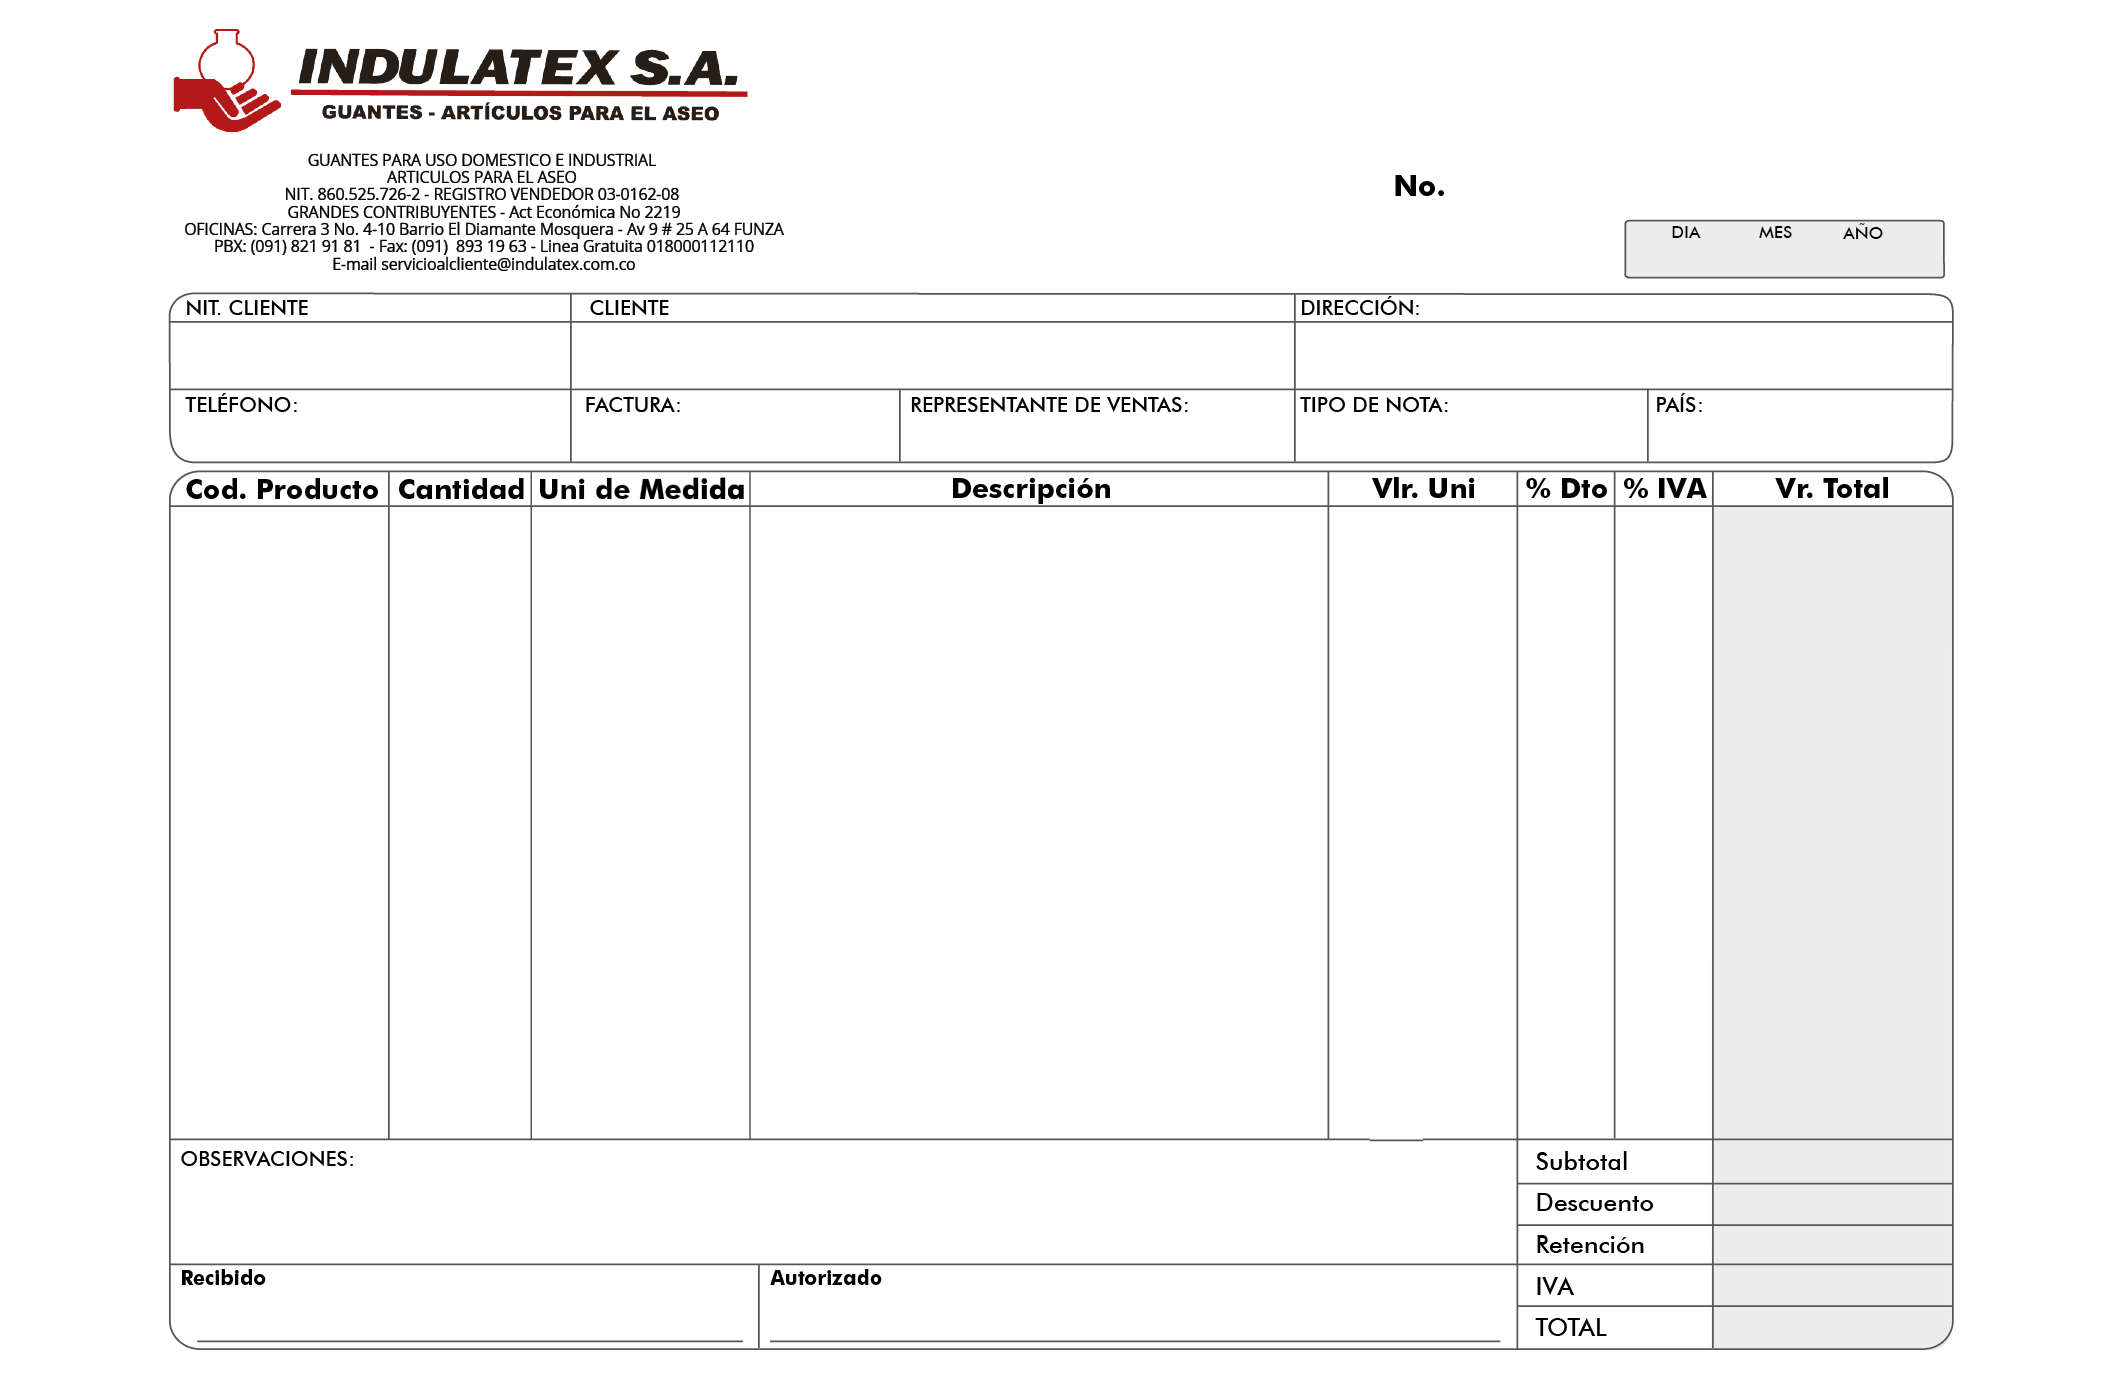 INDULATEX S.A.
GUANTES - ARTÍCULOS PARA EL ASEO
GUANTES PARA USO DOMESTICO E INDUSTRIAL
ARTICULOS PARA EL ASEO
NIT. 860.525.726-2 - REGISTRO VENDEDOR 03-0162-08
GRANDES CONTRIBUYENTES - Act Económica No 2219
OFICINAS: Carrera 3 No. 4-10 Barrio El Diamante Mosquera - Av 9 # 25 A 64 FUNZA
PBX: (091) 821 91 81 - Fax: (091) 893 19 63 - Linea Gratuita 018000112110
E-mail servicioalcliente@indulatex.com.co
No.
DIA MES AÑO
NIT. CLIENTE CLIENTE DIRECCIÓN:
TELÉFONO: FACTURA: REPRESENTANTE DE VENTAS: TIPO DE NOTA: PAÍS:
Cod. Producto Cantidad Uni de Medida Descripción Vlr. Uni % Dto % IVA Vr. Total
OBSERVACIONES:
Subtotal
Descuento
Retención
Recibido Autorizado
IVA
TOTAL